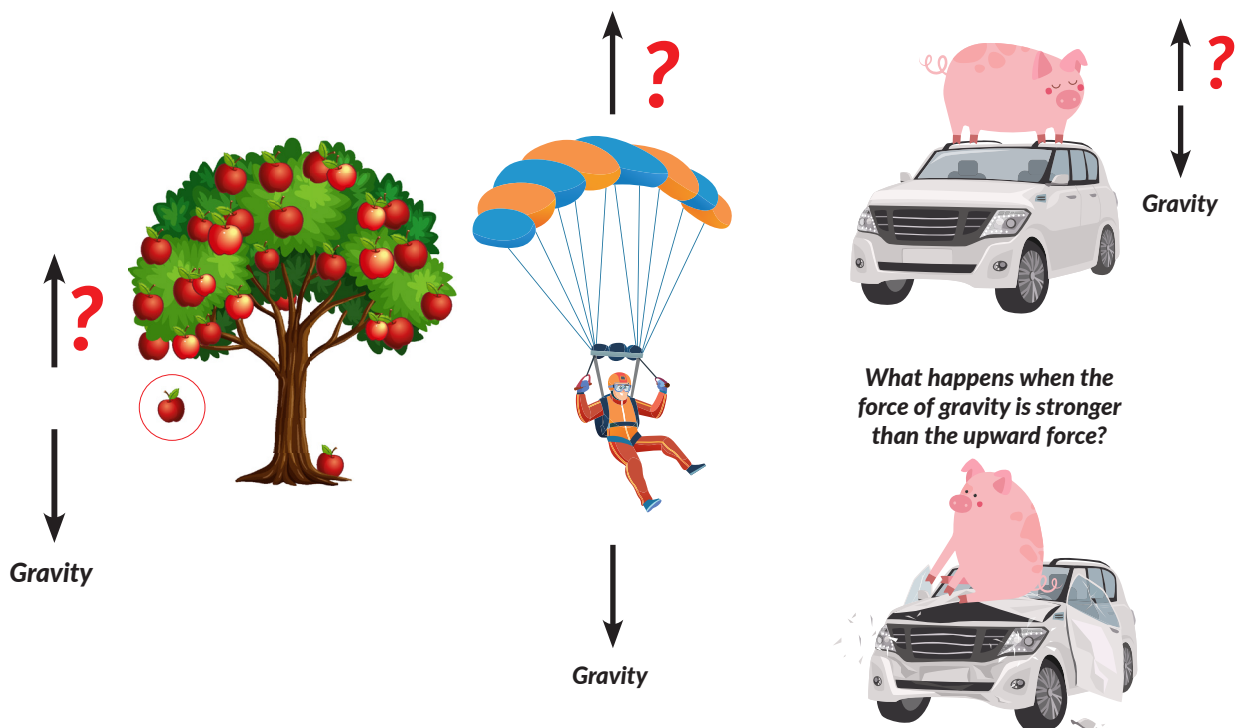 ?
Gravity
?
Gravity
?
Gravity
What happens when the
force of gravity is stronger
than the upward force?